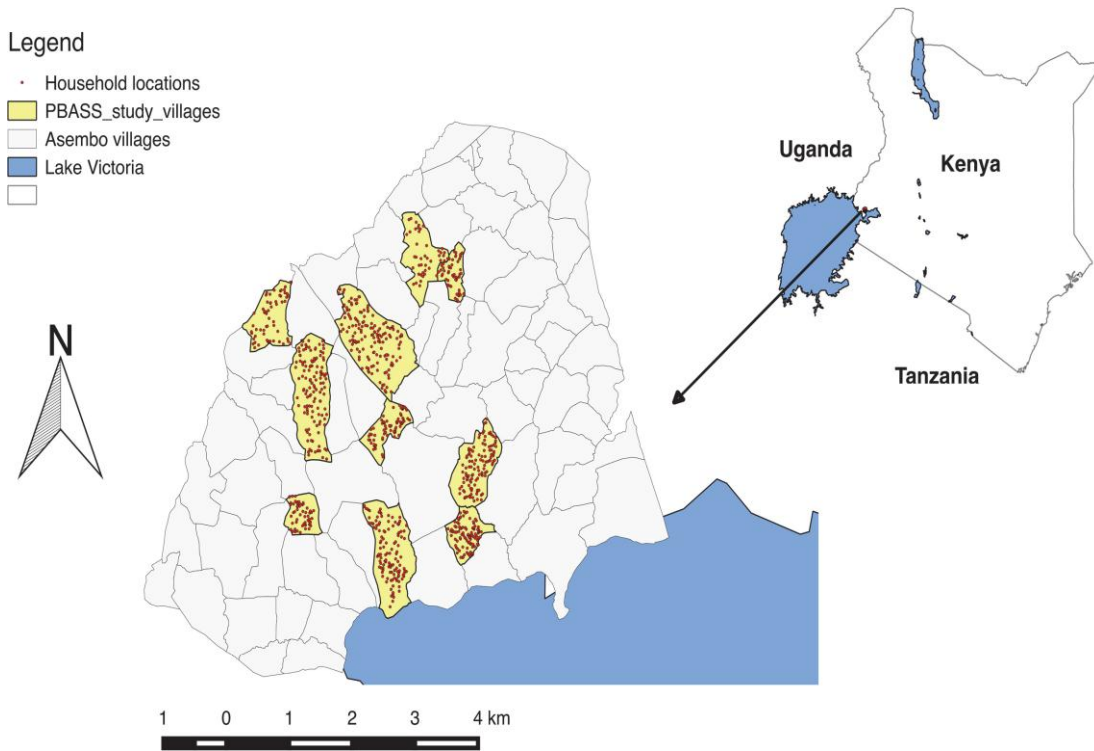 Legend
Household locations
PBASS_study_villages
Asembo villages
Lake Victoria
Uganda
Kenya
Tanzania
N
1 0 1 2 3 4 km